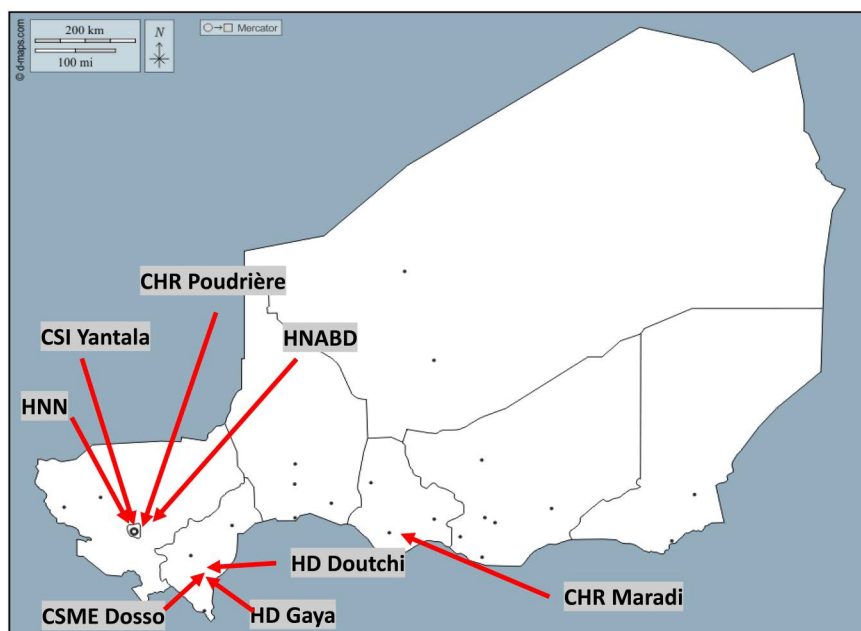 © d-maps.com
200 km
100 mi
N
Mercator
CHR Poudrière
CSI Yantala
HNABD
HNN
HD Doutchi
CHR Maradi
CSME Dosso
HD Gaya